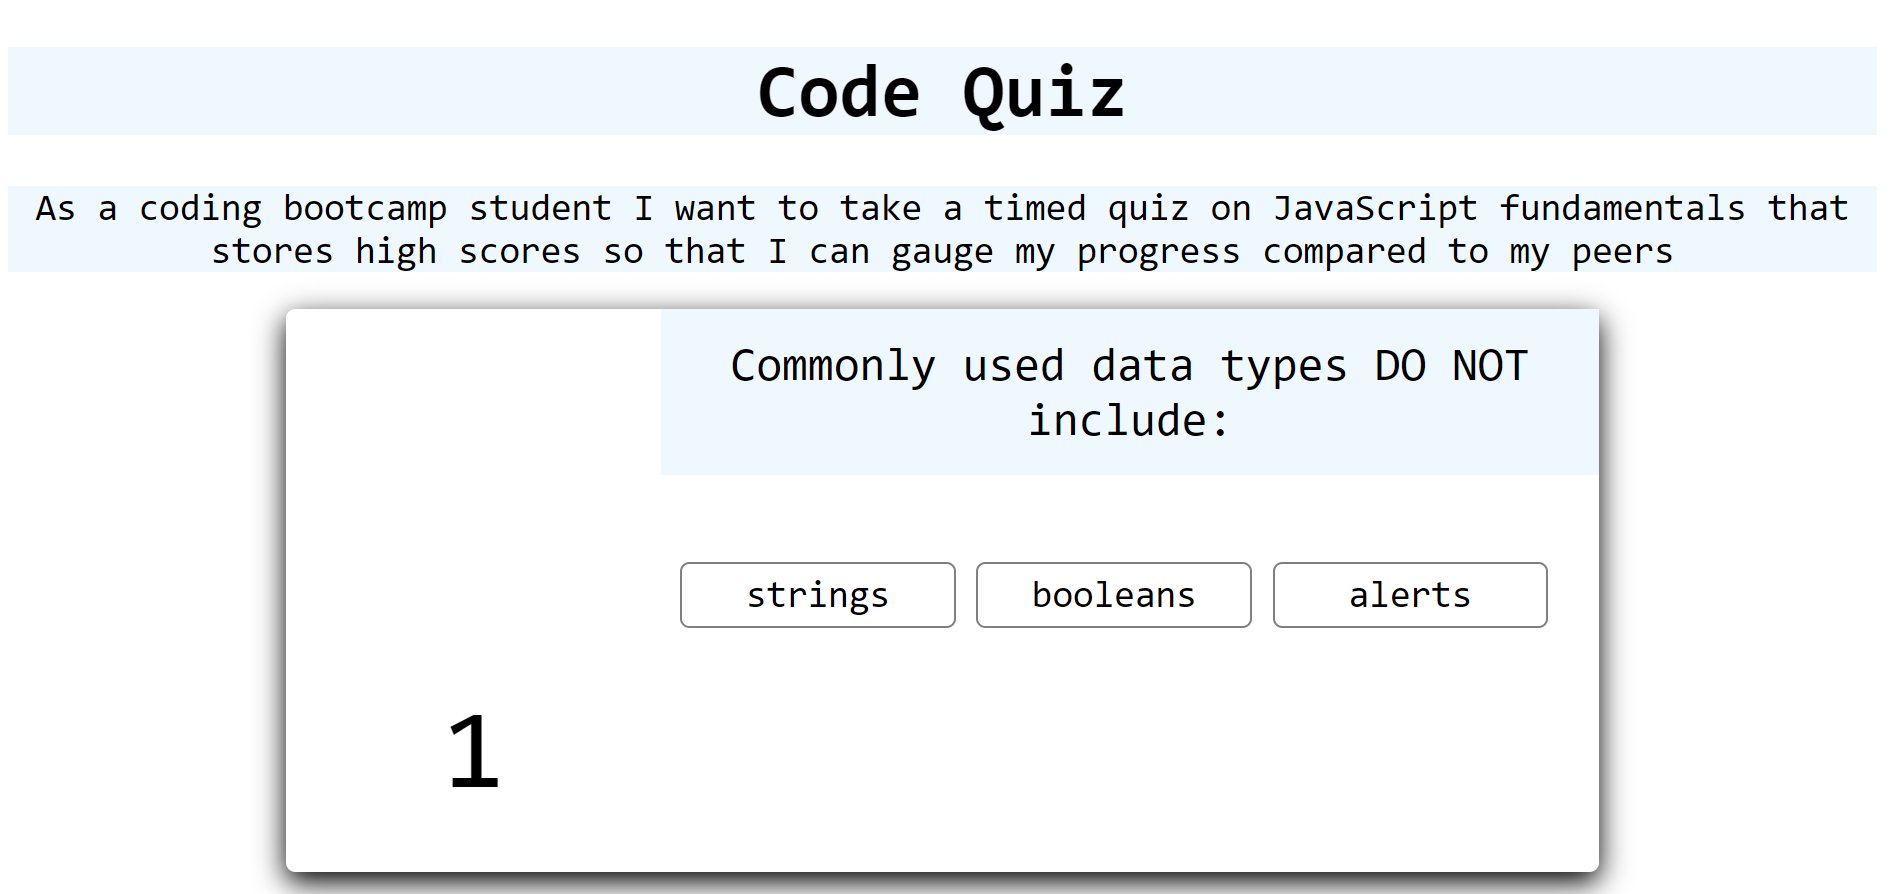 Code Quiz
As a coding bootcamp student I want to take a timed quiz on JavaScript fundamentals that
stores high scores so that I can gauge my progress compared to my peers
Commonly used data types DO NOT
include:
strings booleans alerts
1